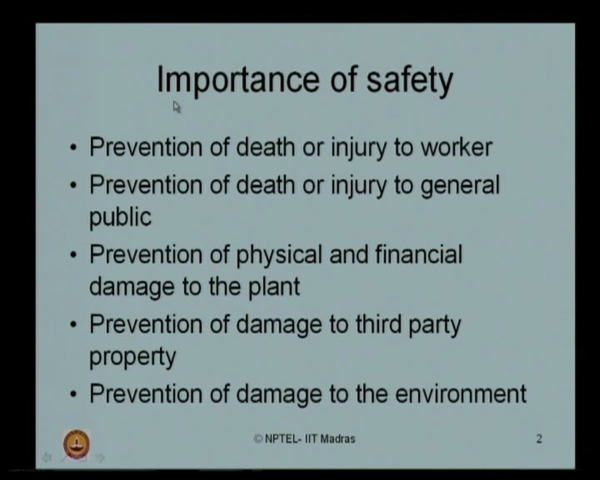 Importance of safety
• Prevention of death or injury to worker
• Prevention of death or injury to general
public
• Prevention of physical and financial
damage to the plant
• Prevention of damage to third party
property
• Prevention of damage to the environment
© NPTEL- IIT Madras
2